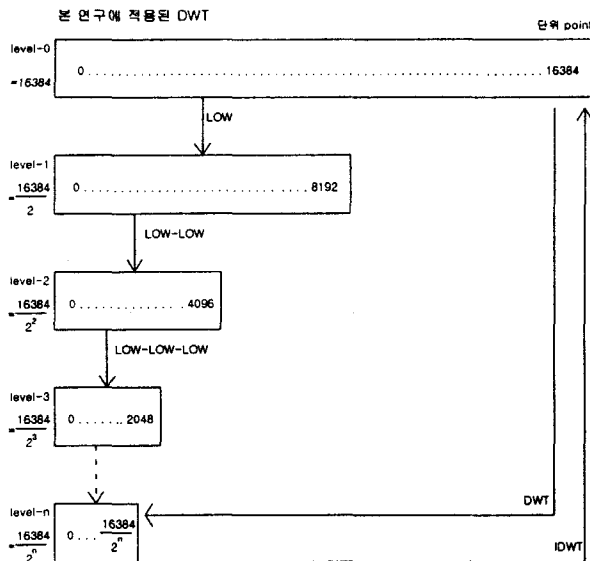 본 연구에 적용된 DWT
단위 point
level-0
=16384
0 ........................................ 16384
LOW
level-1
=16384/2
0 ........................ 8192
LOW-LOW
level-2
=16384/2²
0 ............ 4096
LOW-LOW-LOW
level-3
=16384/2³
0 ....... 2048
level-n
=16384/2ⁿ
0 ... 16384/2ⁿ
DWT
IDWT